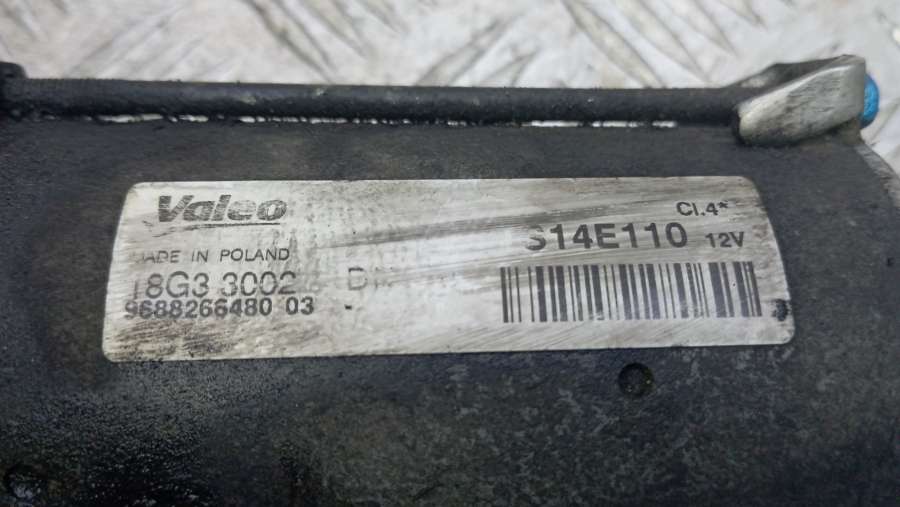 Valeo
MADE IN POLAND
18G3 3002
9688266480 03
Cl.4*
S14E110 12V